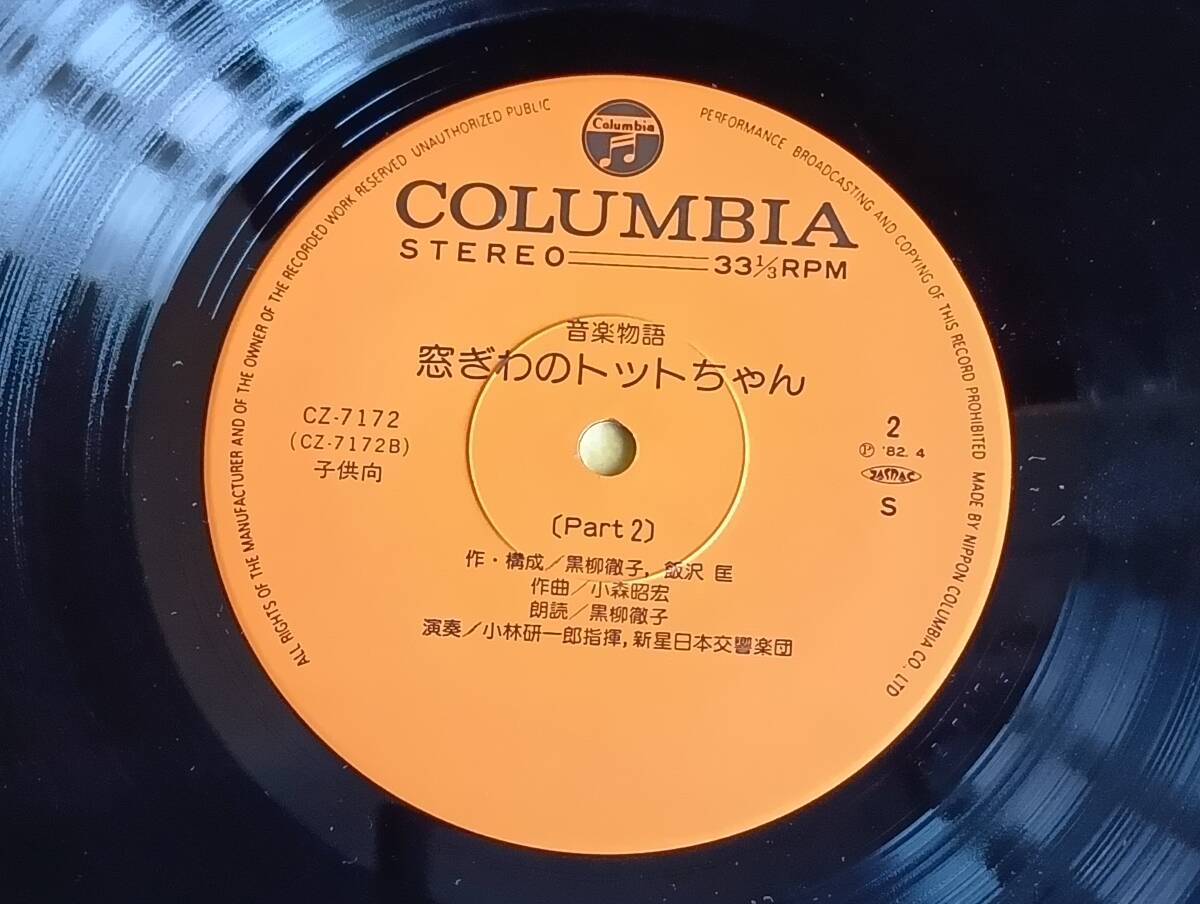 Columbia
ALL RIGHTS OF THE MANUFACTURER AND OF THE OWNER OF THE RECORDED WORK RESERVED UNAUTHORIZED PUBLIC
PERFORMANCE BROADCASTING AND COPYING OF THIS RECORD PROHIBITED MADE BY NIPPON COLUMBIA CO., LTD
COLUMBIA
STEREO 33⅓RPM
音楽物語
窓ぎわのトットちゃん
CZ-7172
(CZ-7172B)
子供向
2
Ⓟ '82.4
JASRAC
S
〔Part 2〕
作・構成／黒柳徹子, 飯沢 匡
作曲／小森昭宏
朗読／黒柳徹子
演奏／小林研一郎指揮, 新星日本交響楽団